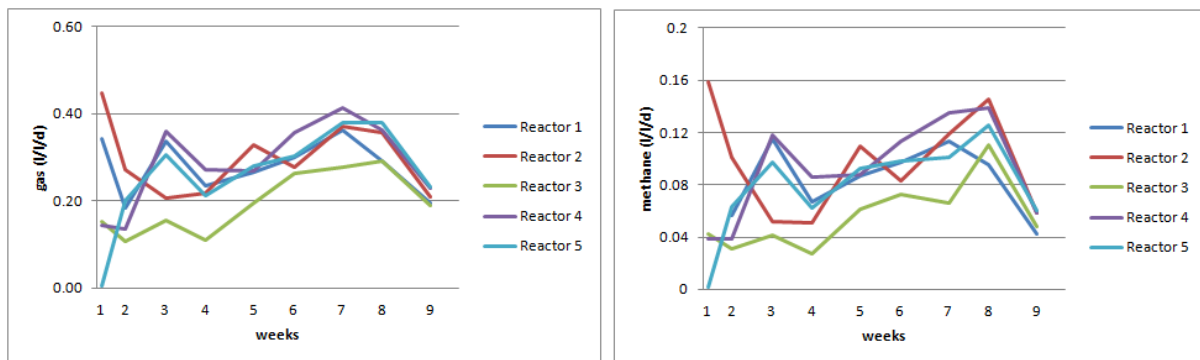 0.60
0.40
0.20
0.00
gas (l/l/d)
1 2 3 4 5 6 7 8 9
weeks
Reactor 1
Reactor 2
Reactor 3
Reactor 4
Reactor 5
0.2
0.16
0.12
0.08
0.04
0
methane (l/l/d)
1 2 3 4 5 6 7 8 9
weeks
Reactor 1
Reactor 2
Reactor 3
Reactor 4
Reactor 5